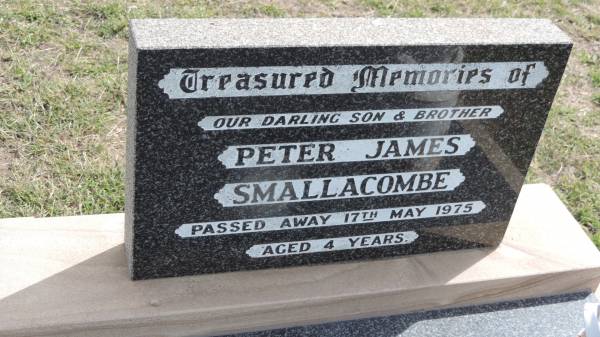 Treasured Memories of
OUR DARLING SON & BROTHER
PETER JAMES
SMALLACOMBE
PASSED AWAY 17TH MAY 1975
AGED 4 YEARS.